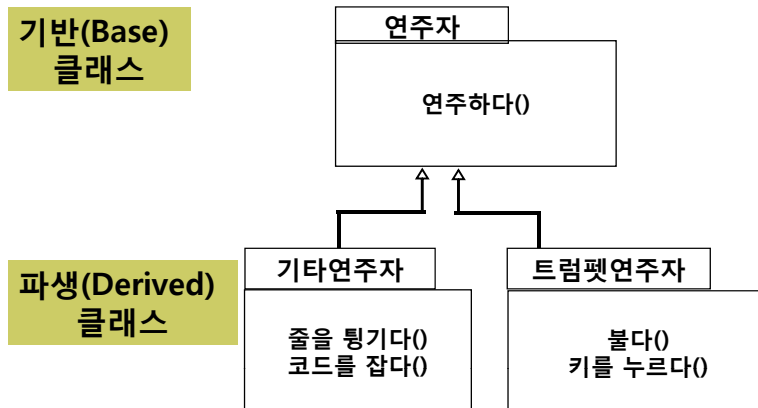 기반(Base)
클래스
연주자
연주하다()
파생(Derived)
클래스
기타연주자
줄을 튕기다()
코드를 잡다()
트럼펫연주자
불다()
키를 누르다()